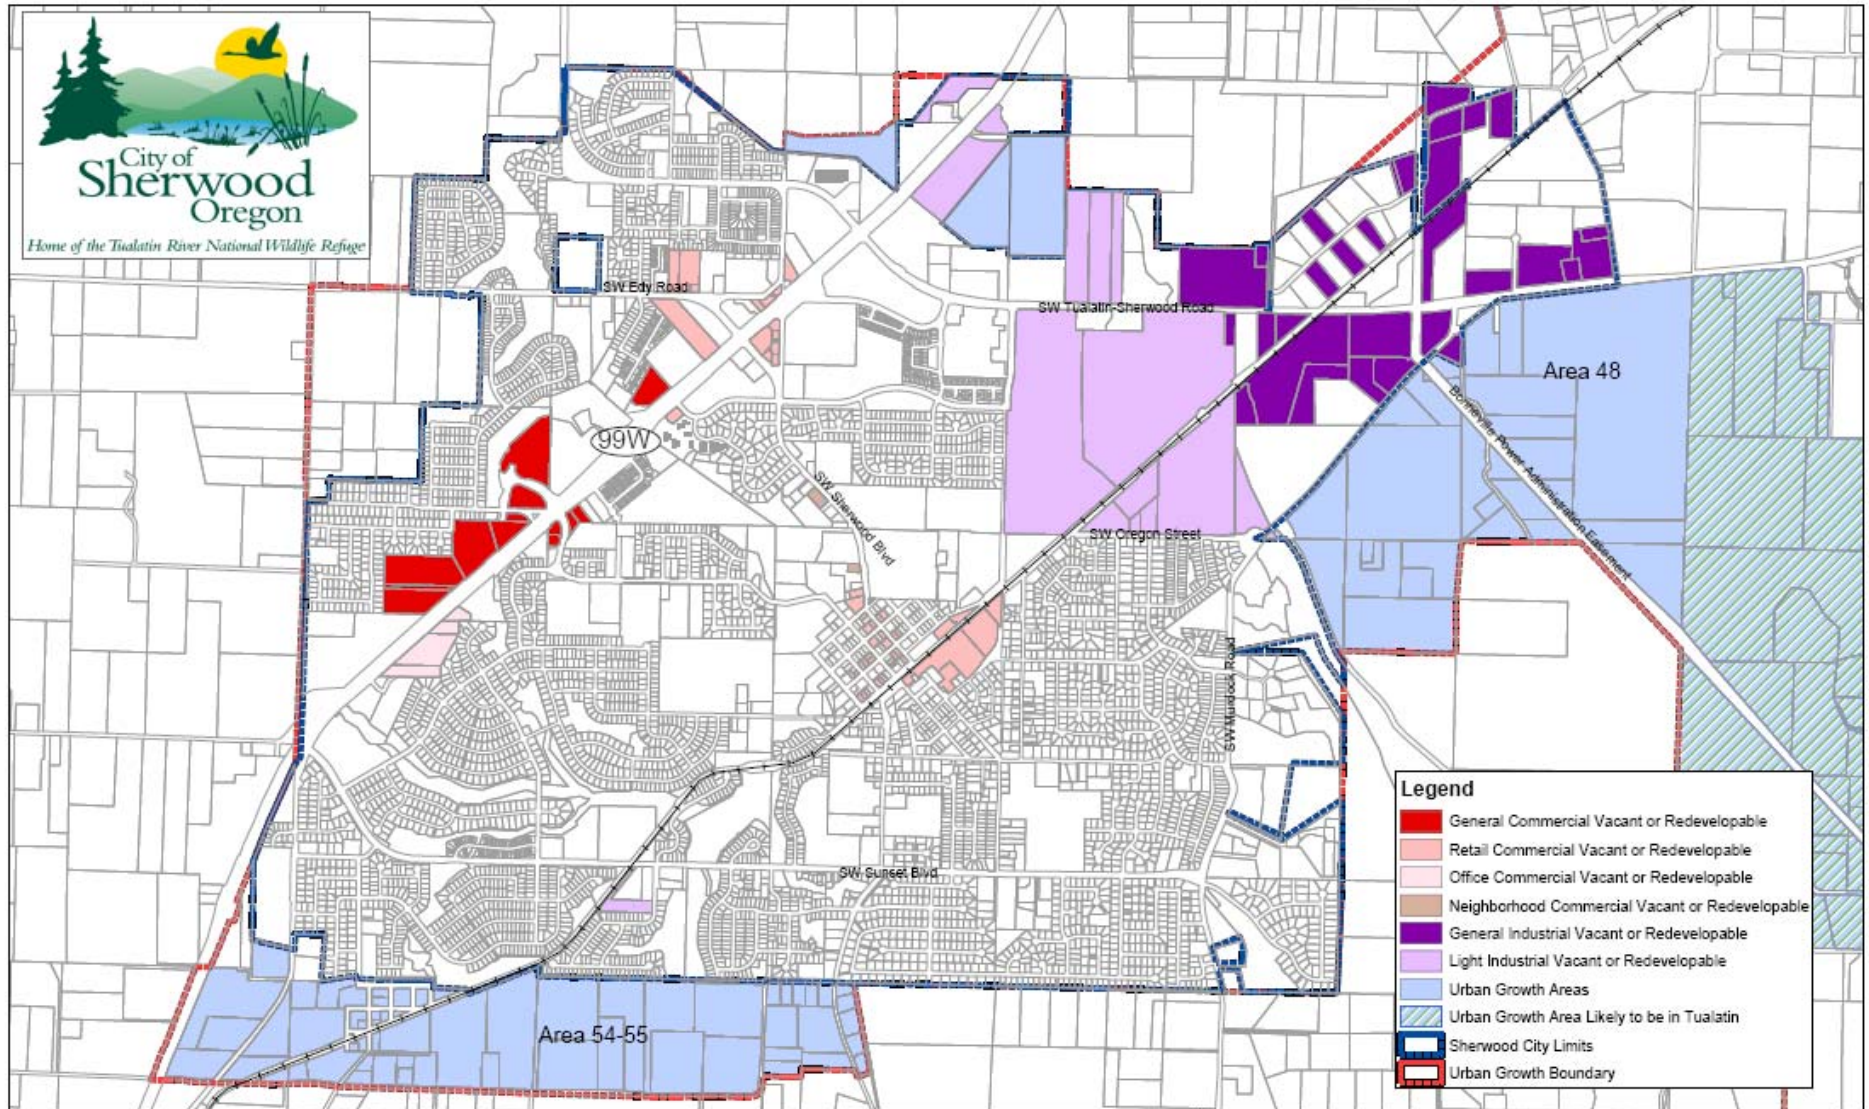 City of
Sherwood
Oregon
Home of the Tualatin River National Wildlife Refuge
SW Edy Road
SW Tualatin-Sherwood Road
Area 48
Bonneville Power Administration Easement
99W
SW Sherwood Blvd
SW Oregon Street
SW Murdock Road
SW Sunset Blvd
Area 54-55
Legend
General Commercial Vacant or Redevelopable
Retail Commercial Vacant or Redevelopable
Office Commercial Vacant or Redevelopable
Neighborhood Commercial Vacant or Redevelopable
General Industrial Vacant or Redevelopable
Light Industrial Vacant or Redevelopable
Urban Growth Areas
Urban Growth Area Likely to be in Tualatin
Sherwood City Limits
Urban Growth Boundary